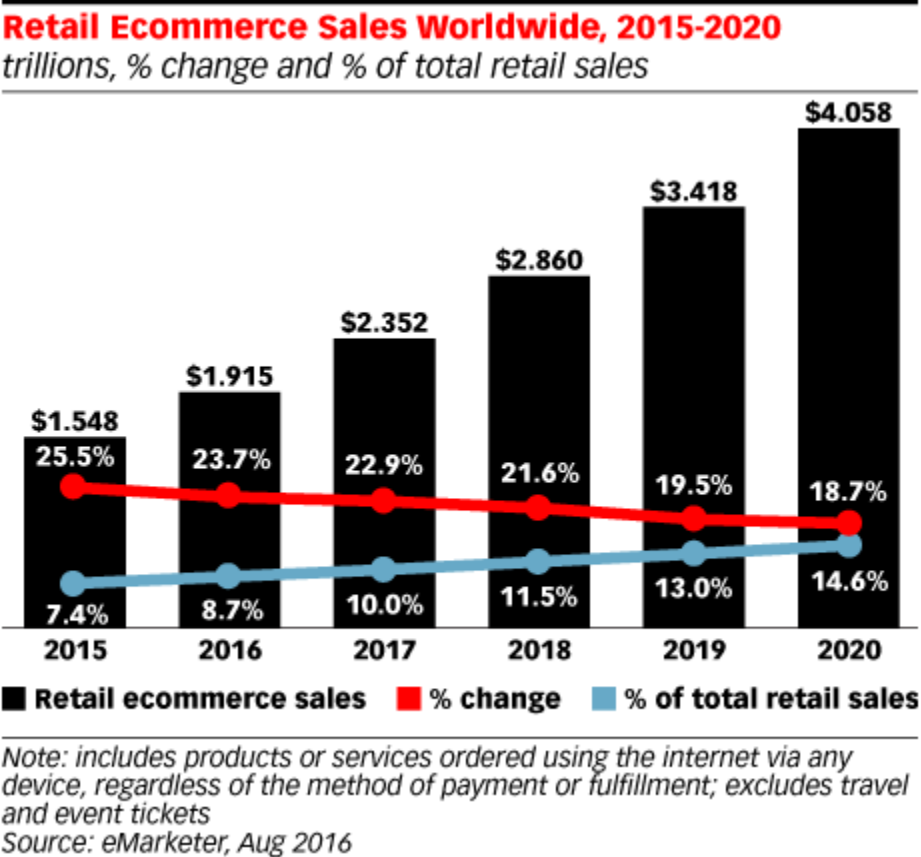 Retail Ecommerce Sales Worldwide, 2015-2020
trillions, % change and % of total retail sales
$1.548
$1.915
$2.352
$2.860
$3.418
$4.058
25.5%
23.7%
22.9%
21.6%
19.5%
18.7%
7.4%
8.7%
10.0%
11.5%
13.0%
14.6%
2015
2016
2017
2018
2019
2020
Retail ecommerce sales
% change
% of total retail sales
Note: includes products or services ordered using the internet via any
device, regardless of the method of payment or fulfillment; excludes travel
and event tickets
Source: eMarketer, Aug 2016